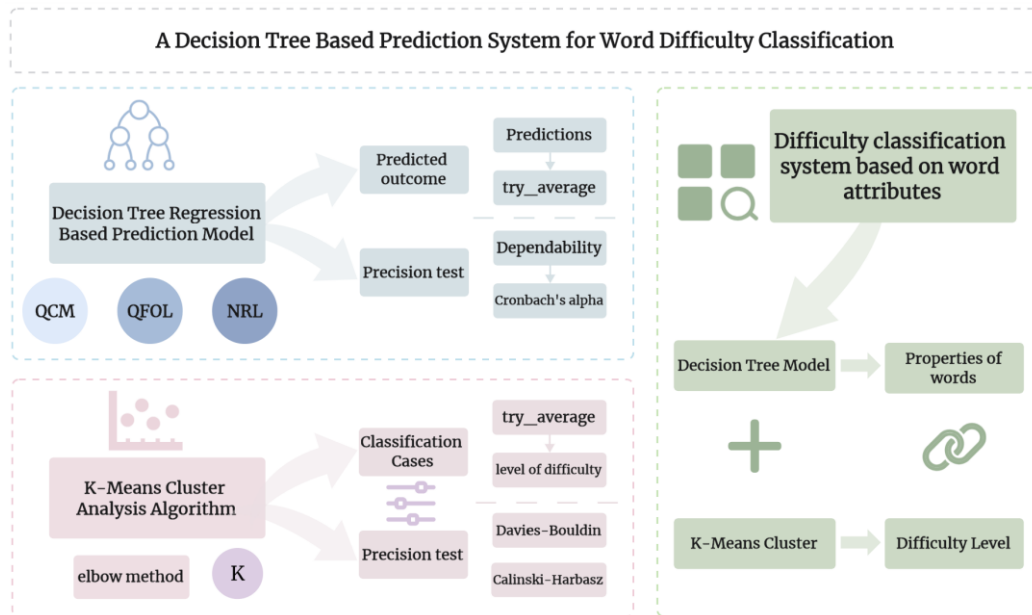 A Decision Tree Based Prediction System for Word Difficulty Classification
Decision Tree Regression
Based Prediction Model
QCM
QFOL
NRL
Predicted
outcome
Predictions
try_average
Precision test
Dependability
Cronbach's alpha
K-Means Cluster
Analysis Algorithm
elbow method
K
Classification
Cases
try_average
level of difficulty
Precision test
Davies-Bouldin
Calinski-Harbasz
Difficulty classification
system based on word
attributes
Decision Tree Model
Properties of
words
K-Means Cluster
Difficulty Level